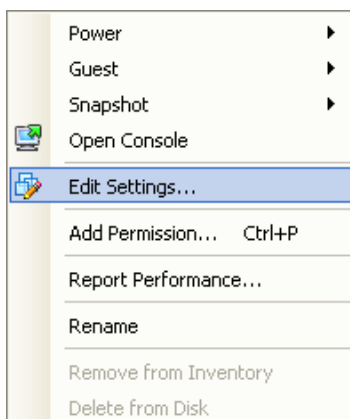 Power
Guest
Snapshot
Open Console
Edit Settings...
Add Permission... Ctrl+P
Report Performance...
Rename
Remove from Inventory
Delete from Disk